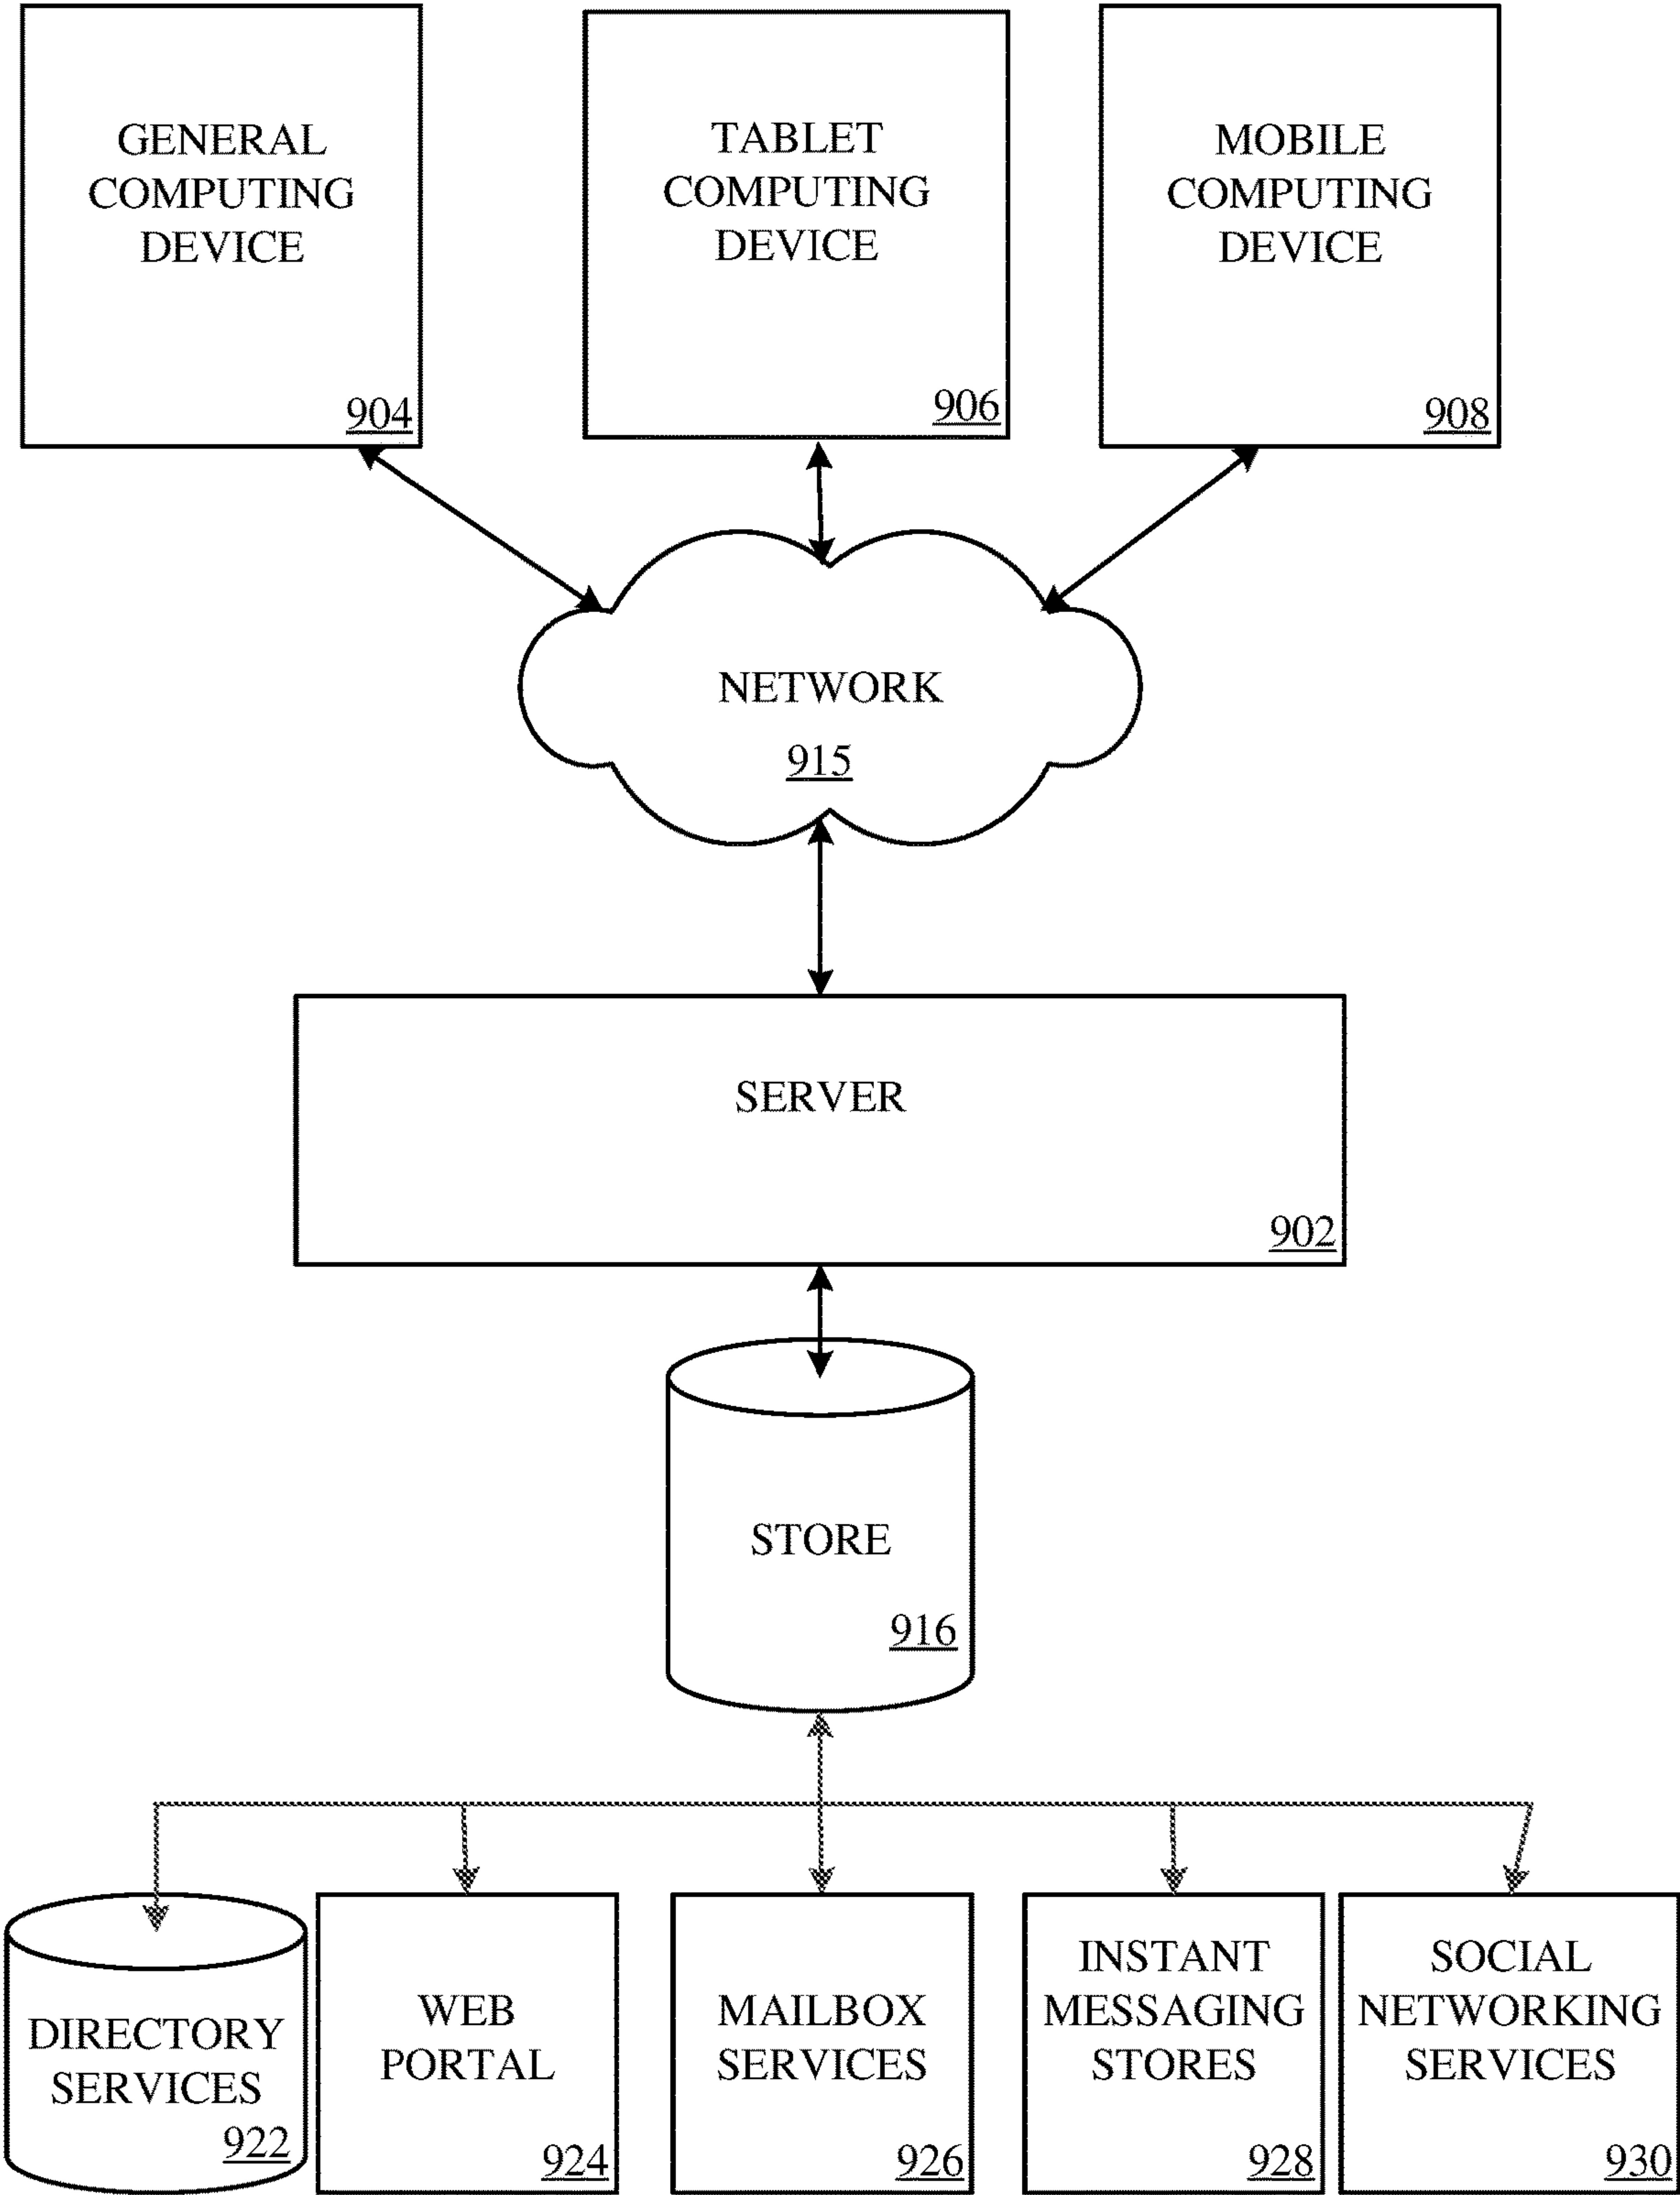 GENERAL
COMPUTING
DEVICE
904
TABLET
COMPUTING
DEVICE
906
MOBILE
COMPUTING
DEVICE
908
NETWORK
915
SERVER
902
STORE
916
DIRECTORY
SERVICES
922
WEB
PORTAL
924
MAILBOX
SERVICES
926
INSTANT
MESSAGING
STORES
928
SOCIAL
NETWORKING
SERVICES
930